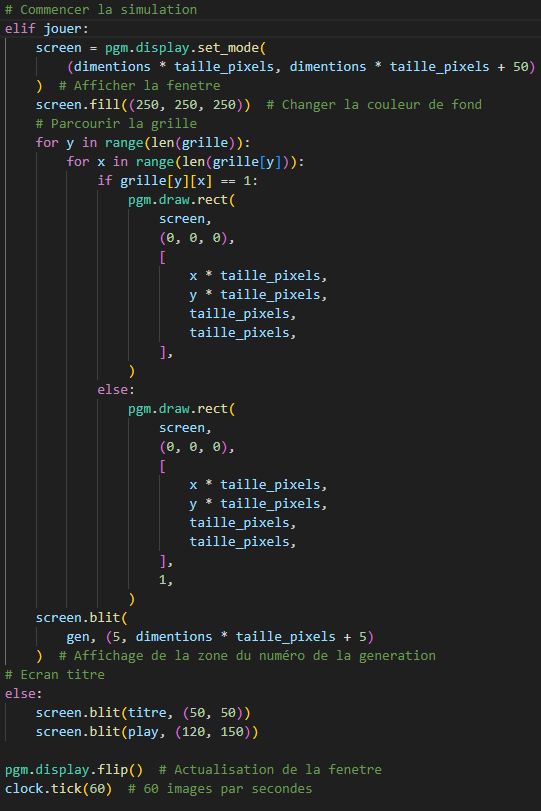 # Commencer la simulation
elif jouer:
    screen = pgm.display.set_mode(
        (dimentions * taille_pixels, dimentions * taille_pixels + 50)
    )  # Afficher la fenetre
    screen.fill((250, 250, 250))  # Changer la couleur de fond
    # Parcourir la grille
    for y in range(len(grille)):
        for x in range(len(grille[y])):
            if grille[y][x] == 1:
                pgm.draw.rect(
                    screen,
                    (0, 0, 0),
                    [
                        x * taille_pixels,
                        y * taille_pixels,
                        taille_pixels,
                        taille_pixels,
                    ],
                )
            else:
                pgm.draw.rect(
                    screen,
                    (0, 0, 0),
                    [
                        x * taille_pixels,
                        y * taille_pixels,
                        taille_pixels,
                        taille_pixels,
                    ],
                    1,
                )
    screen.blit(
        gen, (5, dimentions * taille_pixels + 5)
    )  # Affichage de la zone du numéro de la generation
# Ecran titre
else:
    screen.blit(titre, (50, 50))
    screen.blit(play, (120, 150))

pgm.display.flip()  # Actualisation de la fenetre
clock.tick(60)  # 60 images par secondes